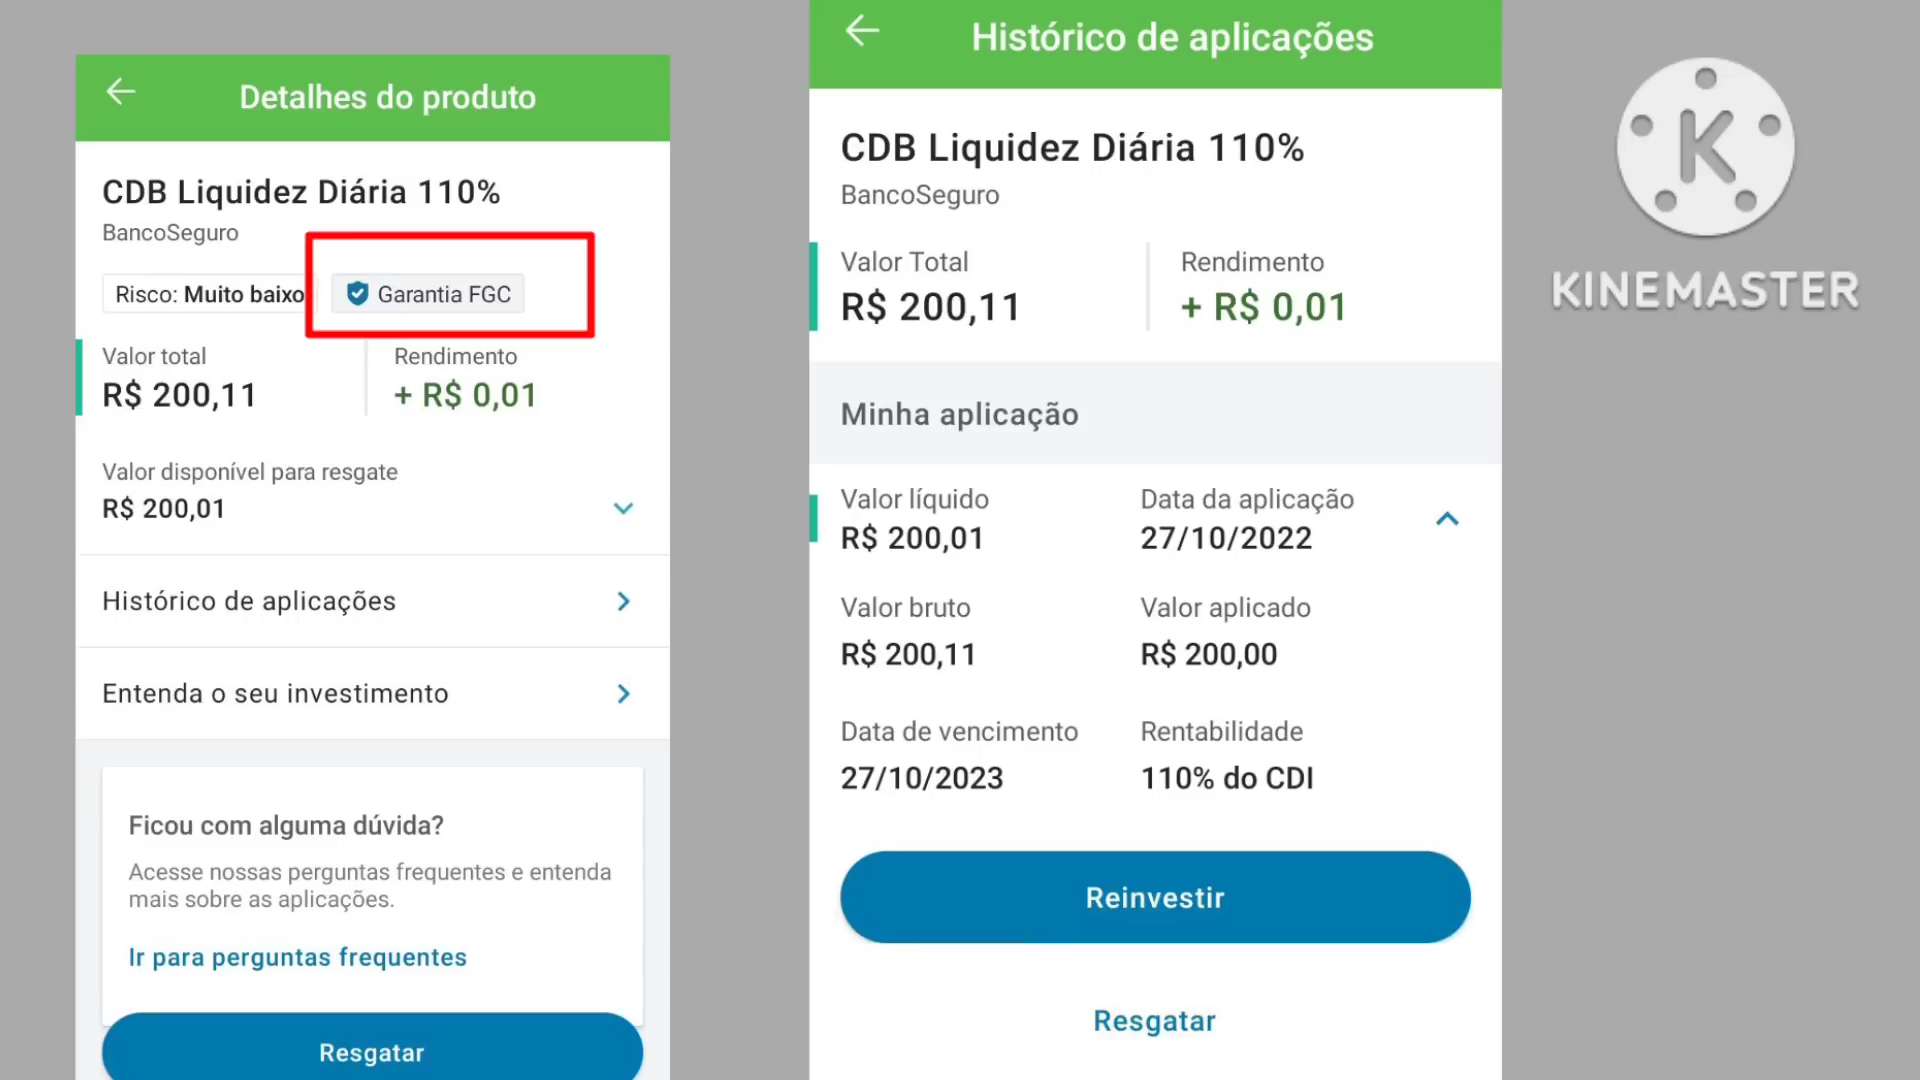 Detalhes do produto
CDB Liquidez Diária 110%
BancoSeguro
Risco: Muito baixo
Garantia FGC
Valor total
R$ 200,11
Rendimento
+ R$ 0,01
Valor disponível para resgate
R$ 200,01
Histórico de aplicações
Entenda o seu investimento
Ficou com alguma dúvida?
Acesse nossas perguntas frequentes e entenda
mais sobre as aplicações.
Ir para perguntas frequentes
Resgatar
Histórico de aplicações
CDB Liquidez Diária 110%
BancoSeguro
Valor Total
R$ 200,11
Rendimento
+ R$ 0,01
Minha aplicação
Valor líquido
R$ 200,01
Data da aplicação
27/10/2022
Valor bruto
R$ 200,11
Valor aplicado
R$ 200,00
Data de vencimento
27/10/2023
Rentabilidade
110% do CDI
Reinvestir
Resgatar
K
KINEMASTER